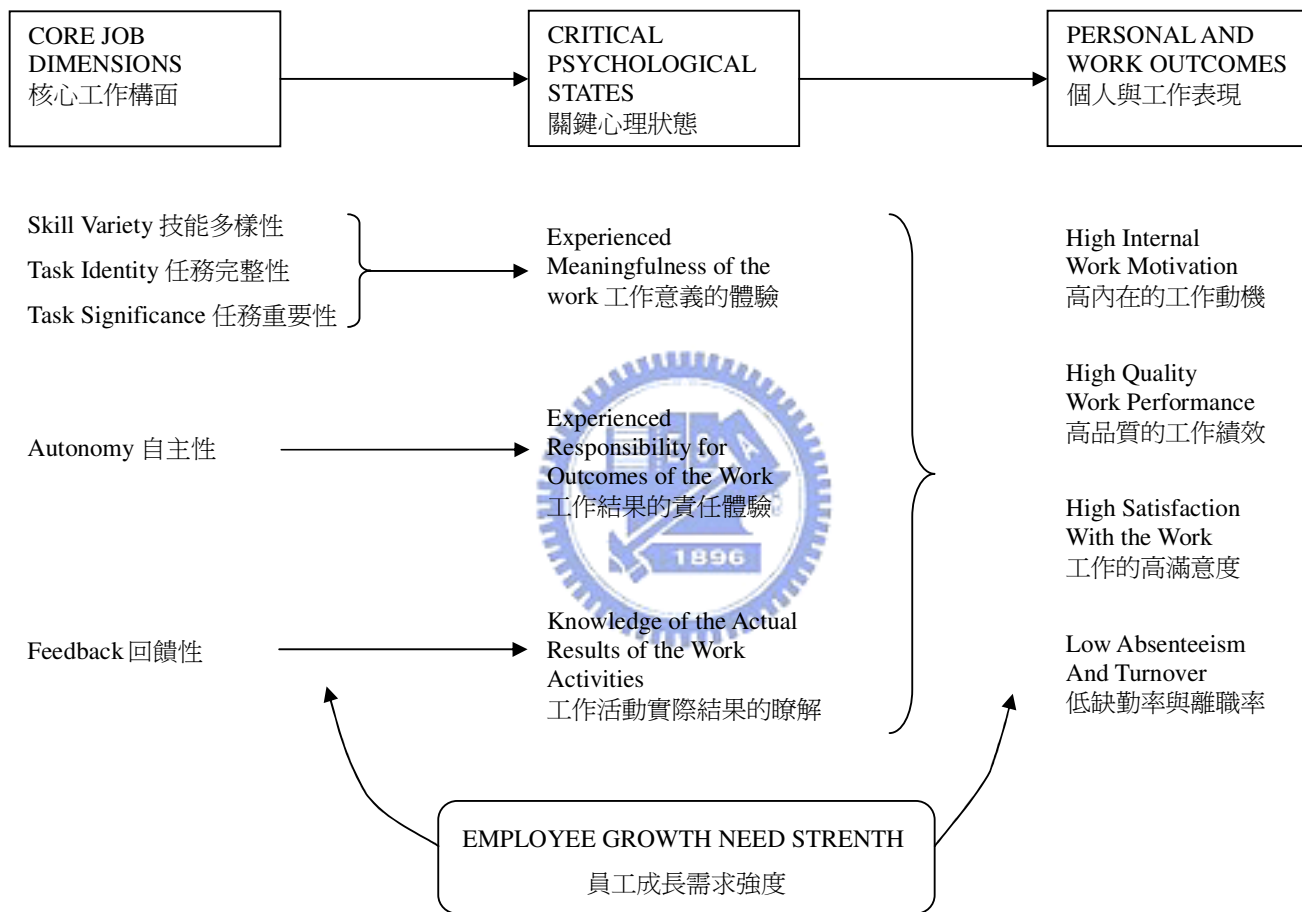 CORE JOB
DIMENSIONS
核心工作構面
CRITICAL
PSYCHOLOGICAL
STATES
關鍵心理狀態
PERSONAL AND
WORK OUTCOMES
個人與工作表現
Skill Variety 技能多樣性
Task Identity 任務完整性
Task Significance 任務重要性
Experienced
Meaningfulness of the
work 工作意義的體驗
Autonomy 自主性
Experienced
Responsibility for
Outcomes of the Work
工作結果的責任體驗
1896
Feedback 回饋性
Knowledge of the Actual
Results of the Work
Activities
工作活動實際結果的瞭解
High Internal
Work Motivation
高內在的工作動機
High Quality
Work Performance
高品質的工作績效
High Satisfaction
With the Work
工作的高滿意度
Low Absenteeism
And Turnover
低缺勤率與離職率
EMPLOYEE GROWTH NEED STRENTH
員工成長需求強度